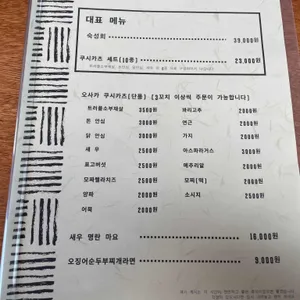 대표 메뉴
숙성회 39,000원
쿠시카츠 세트(10종) 23,000원
오사카 쿠시카츠(단품) (3꼬치 이상씩 주문이 가능합니다)
트러플소부채살 3500원 꽈리고추 2000원
돈 안심 3000원 연근 2000원
닭 안심 3000원 가지 2000원
새우 2500원 아스파라거스 3000원
표고버섯 2500원 메추리알 2000원
모짜렐라치즈 2500원 모찌(떡) 2000원
양파 2000원 소시지 2500원
어묵 2000원
새우 명란 마요 16,000원
오징어순두부찌개라면 9,000원